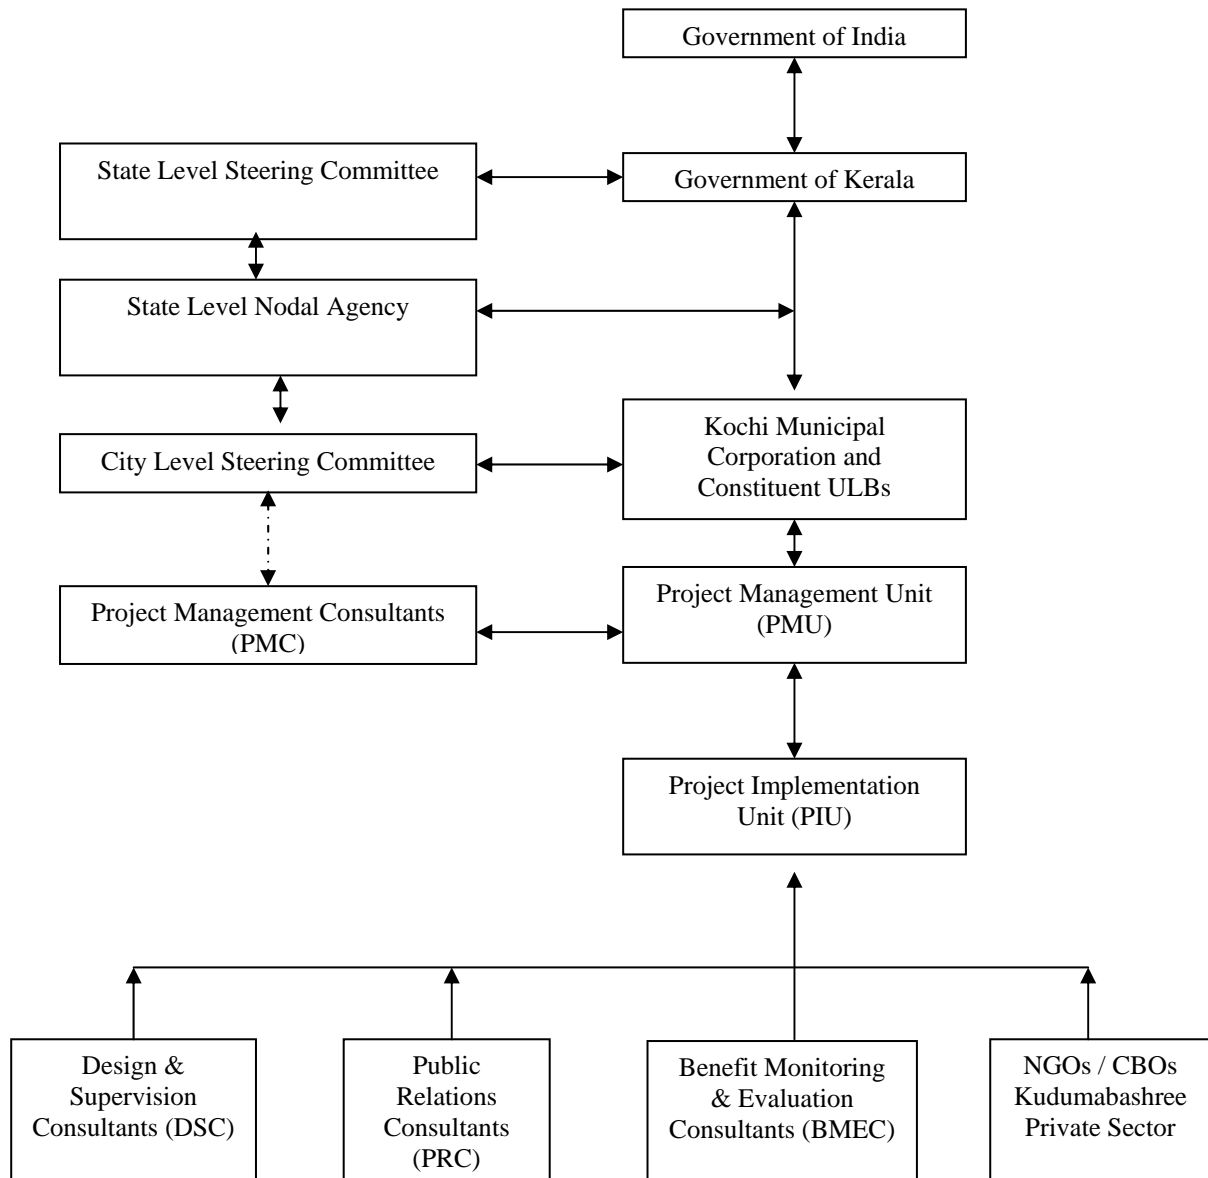 Government of India
State Level Steering Committee
Government of Kerala
State Level Nodal Agency
Kochi Municipal
Corporation and
Constituent ULBs
City Level Steering Committee
Project Management Unit
(PMU)
Project Management Consultants
(PMC)
Project Implementation
Unit (PIU)
Design &
Supervision
Consultants (DSC)
Public
Relations
Consultants
(PRC)
Benefit Monitoring
& Evaluation
Consultants (BMEC)
NGOs / CBOs
Kudumabashree
Private Sector